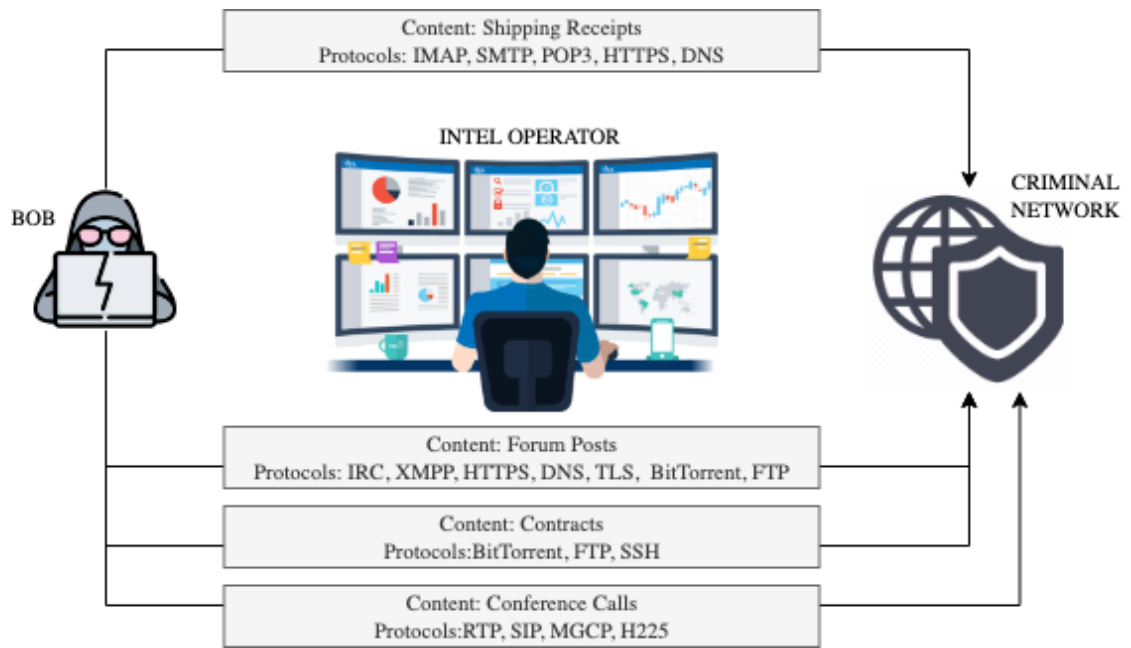 Content: Shipping Receipts
Protocols: IMAP, SMTP, POP3, HTTPS, DNS
INTEL OPERATOR
BOB
CRIMINAL
NETWORK
Content: Forum Posts
Protocols: IRC, XMPP, HTTPS, DNS, TLS, BitTorrent, FTP
Content: Contracts
Protocols:BitTorrent, FTP, SSH
Content: Conference Calls
Protocols:RTP, SIP, MGCP, H225